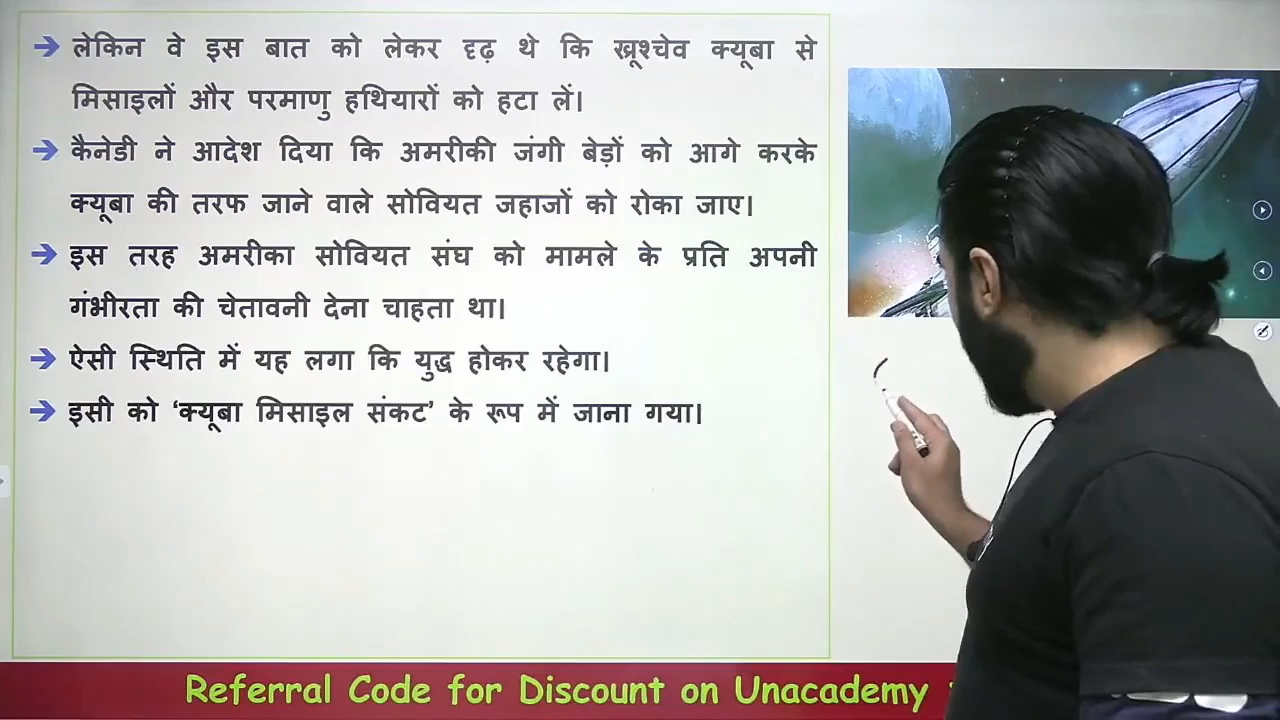 लेकिन वे इस बात को लेकर दृढ़ थे कि ख्रूश्चेव क्यूबा से
मिसाइलों और परमाणु हथियारों को हटा लें।
कैनेडी ने आदेश दिया कि अमरीकी जंगी बेड़ों को आगे करके
क्यूबा की तरफ जाने वाले सोवियत जहाजों को रोका जाए।
इस तरह अमरीका सोवियत संघ को मामले के प्रति अपनी
गंभीरता की चेतावनी देना चाहता था।
ऐसी स्थिति में यह लगा कि युद्ध होकर रहेगा।
इसी को ‘क्यूबा मिसाइल संकट’ के रूप में जाना गया।
Referral Code for Discount on Unacademy :